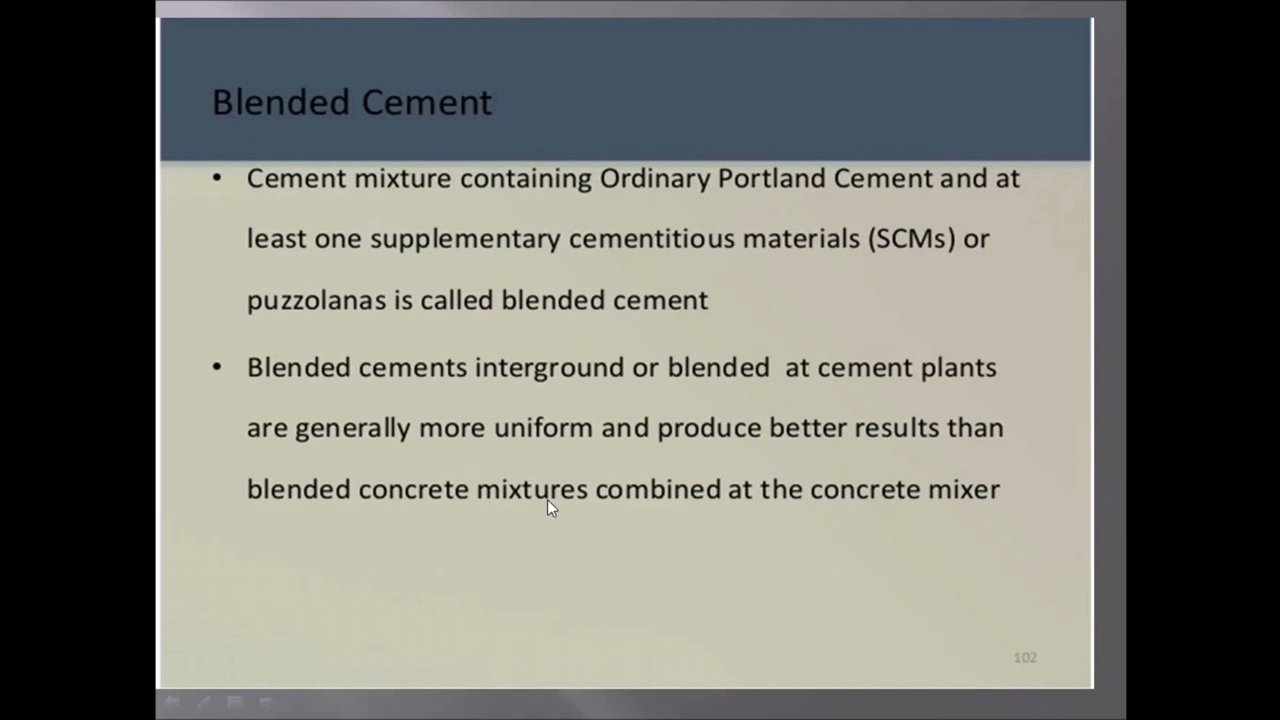 Blended Cement
• Cement mixture containing Ordinary Portland Cement and at
least one supplementary cementitious materials (SCMs) or
puzzolanas is called blended cement
• Blended cements interground or blended at cement plants
are generally more uniform and produce better results than
blended concrete mixtures combined at the concrete mixer
102